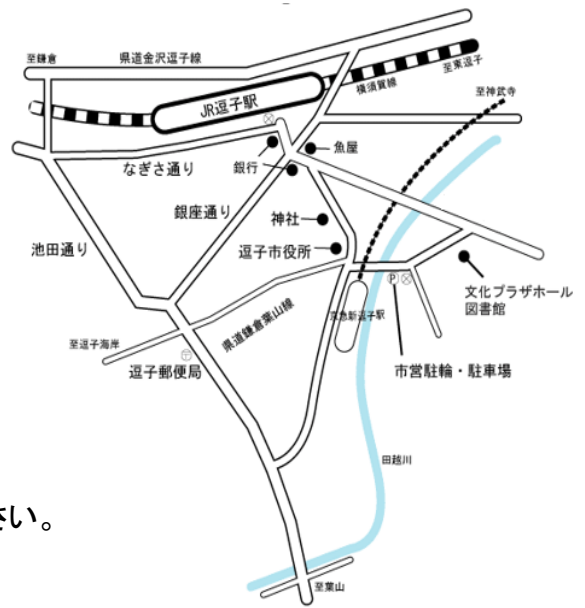 至鎌倉
県道金沢逗子線
至東逗子
横須賀線
JR逗子駅
至神武寺
魚屋
なぎさ通り
銀行
銀座通り
神社
池田通り
逗子市役所
文化プラザホール
図書館
P
京急新逗子駅
県道鎌倉葉山線
至逗子海岸
逗子郵便局
市営駐輪・駐車場
田越川
さい。
至葉山